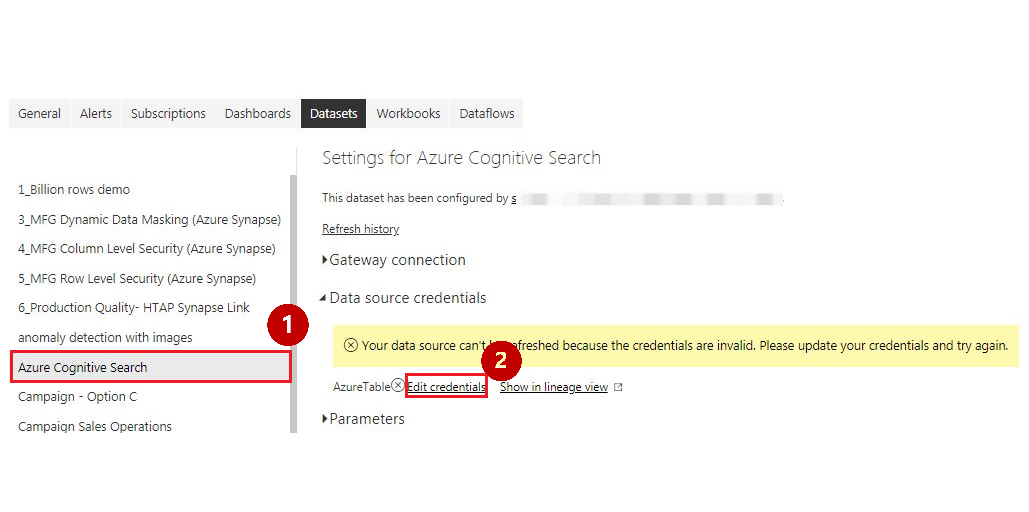 General Alerts Subscriptions Dashboards Datasets Workbooks Dataflows
Settings for Azure Cognitive Search
This dataset has been configured by s
Refresh history
Gateway connection
Data source credentials
Your data source can't refreshed because the credentials are invalid. Please update your credentials and try again.
AzureTable Edit credentials Show in lineage view
Parameters
1_Billion rows demo
3_MFG Dynamic Data Masking (Azure Synapse)
4_MFG Column Level Security (Azure Synapse)
5_MFG Row Level Security (Azure Synapse)
6_Production Quality- HTAP Synapse Link
anomaly detection with images
Azure Cognitive Search
Campaign - Option C
Campaign Sales Operations
1
2